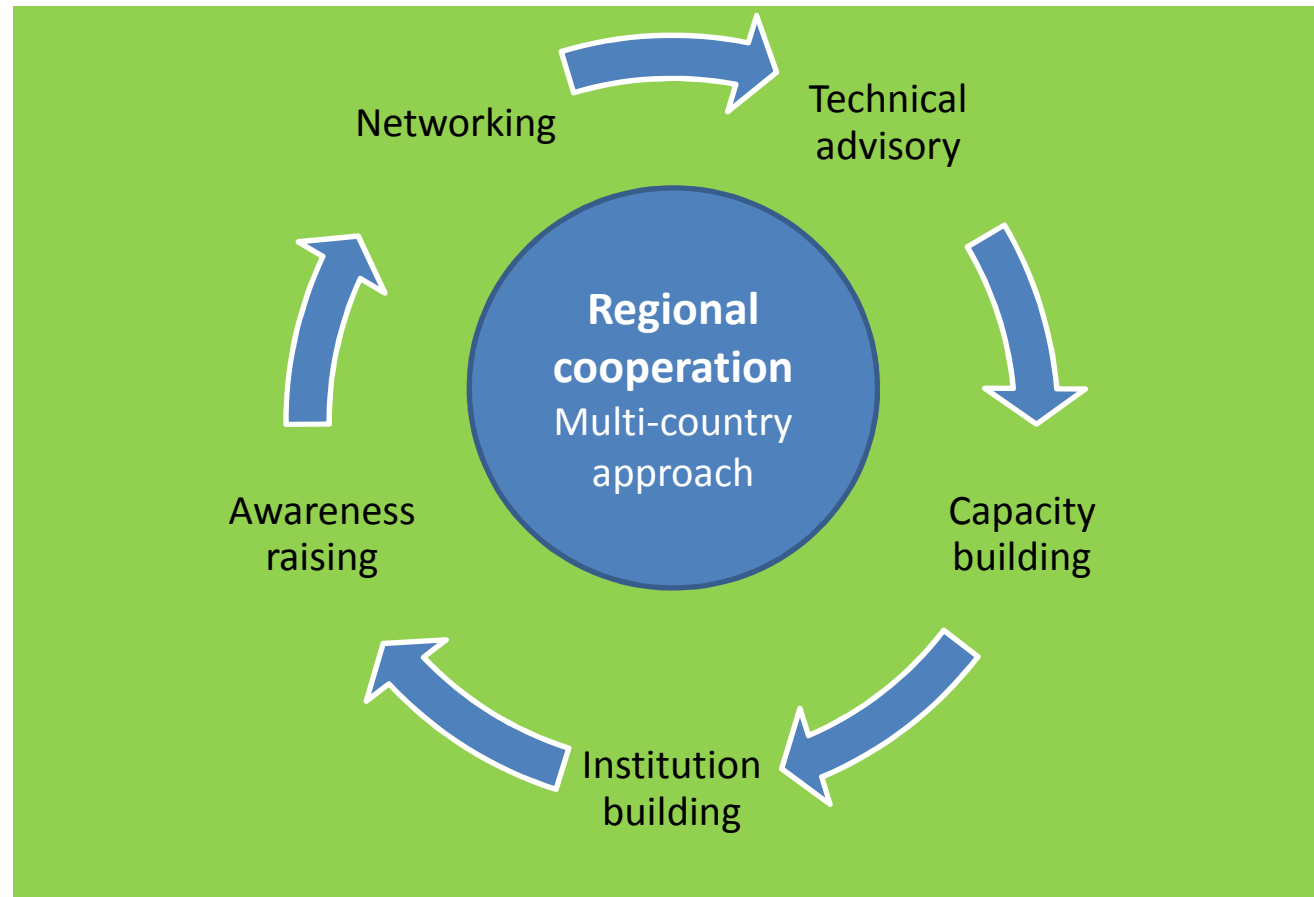 Networking
Technical
advisory
Regional
cooperation
Multi-country
approach
Awareness
raising
Capacity
building
Institution
building